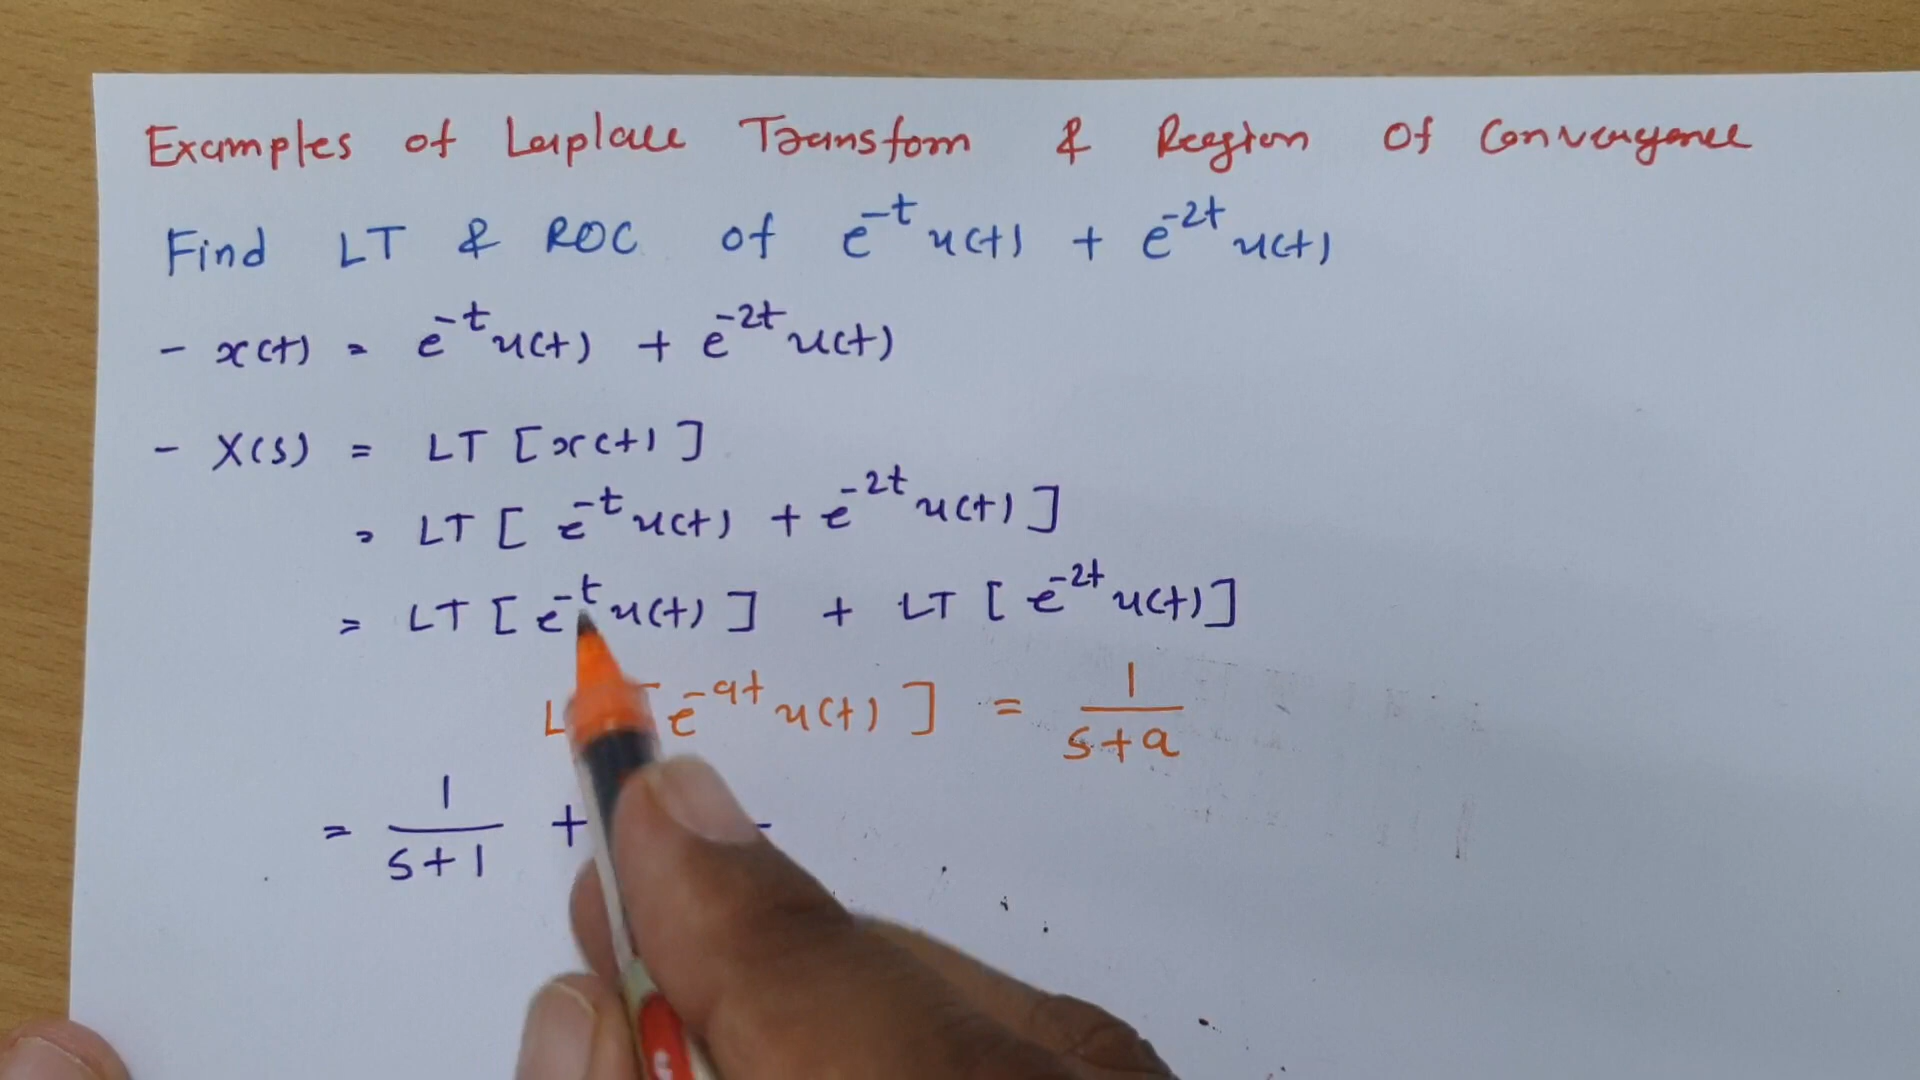 Examples of Laplace Transform & Region Of Convergence
Find LT & ROC of e^-t u(t) + e^-2t u(t)
- x(t) = e^-t u(t) + e^-2t u(t)
- X(s) = LT [x(t)]
= LT [ e^-t u(t) + e^-2t u(t) ]
= LT [ e^-t u(t) ] + LT [ e^-2t u(t) ]
L [ e^-at u(t) ] = 1/(s+a)
= 1/(s+1) +